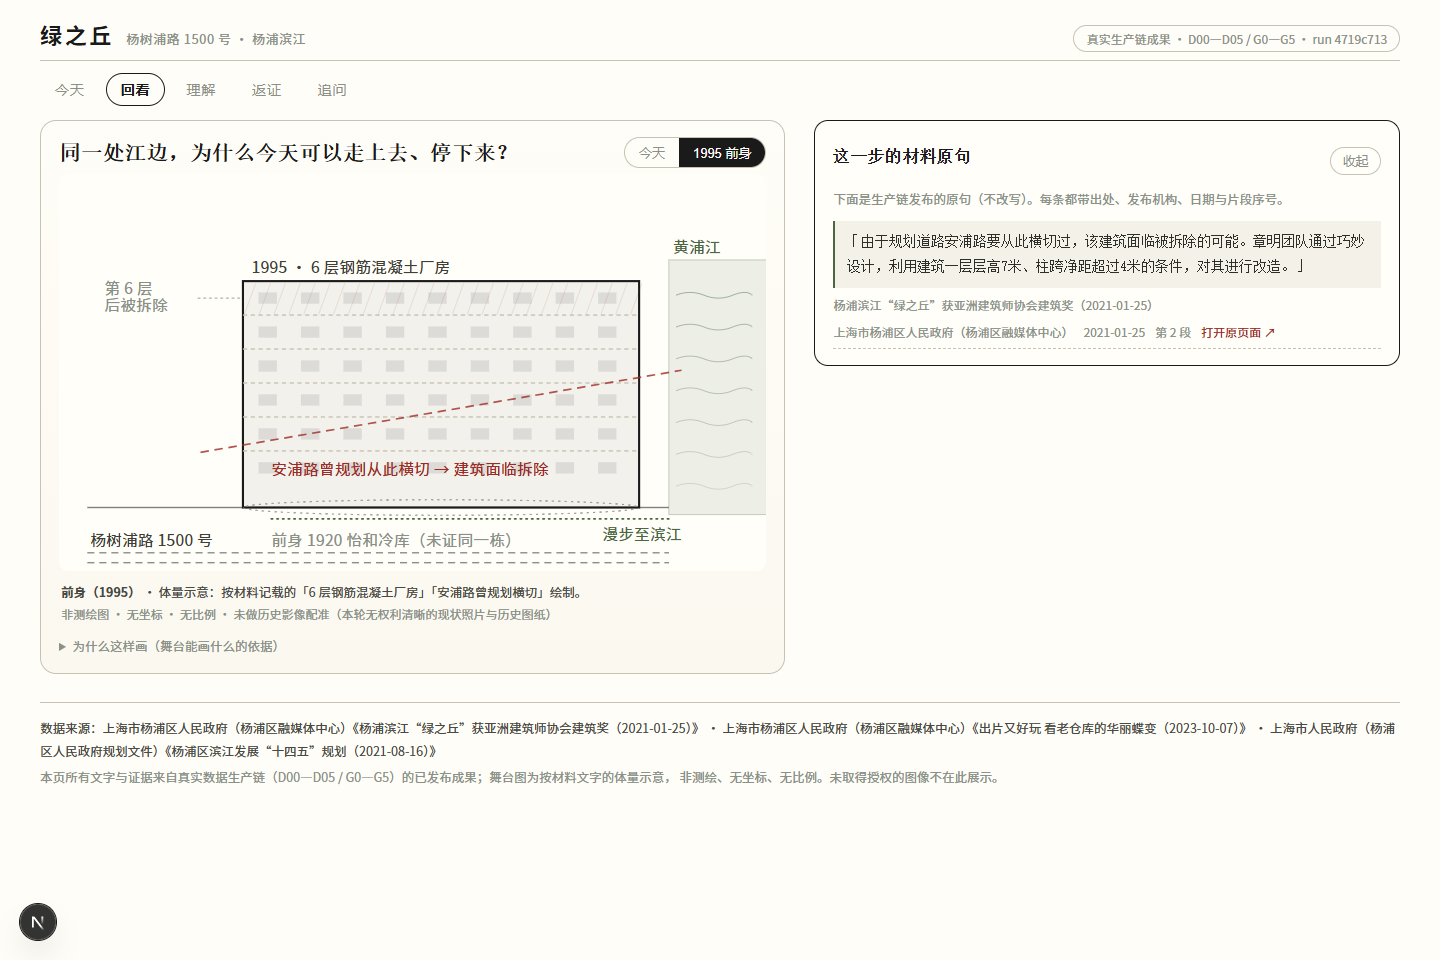 绿之丘 杨树浦路 1500 号 · 杨浦滨江
真实生产链成果 · D00—D05 / G0—G5 · run 4719c713
今天 回看 理解 返证 追问
同一处江边，为什么今天可以走上去、停下来？
今天 1995 前身
黄浦江
1995 · 6 层钢筋混凝土厂房
第 6 层
后被拆除
安浦路曾规划从此横切 → 建筑面临拆除
漫步至滨江
杨树浦路 1500 号
前身 1920 怡和冷库（未证同一栋）
前身（1995） · 体量示意：按材料记载的「6 层钢筋混凝土厂房」「安浦路曾规划横切」绘制。
非测绘图 · 无坐标 · 无比例 · 未做历史影像配准（本轮无权利清晰的现状照片与历史图纸）
▶ 为什么这样画（舞台能画什么的依据）
这一步的材料原句
收起
下面是生产链发布的原句（不改写）。每条都带出处、发布机构、日期与片段序号。
「由于规划道路安浦路要从此横切过，该建筑面临被拆除的可能。章明团队通过巧妙
设计，利用建筑一层层高7米、柱跨净距超过4米的条件，对其进行改造。」
杨浦滨江“绿之丘”获亚洲建筑师协会建筑奖（2021-01-25）
上海市杨浦区人民政府（杨浦区融媒体中心） 2021-01-25 第 2 段 打开原页面 ↗
数据来源：上海市杨浦区人民政府（杨浦区融媒体中心）《杨浦滨江“绿之丘”获亚洲建筑师协会建筑奖（2021-01-25）》 · 上海市杨浦区人民政府（杨浦区融媒体中心）《出片又好玩 看老仓库的华丽蝶变（2023-10-07）》 · 上海市人民政府（杨浦
区人民政府规划文件）《杨浦区滨江发展“十四五”规划（2021-08-16）》
本页所有文字与证据来自真实数据生产链（D00—D05 / G0—G5）的已发布成果；舞台图为按材料文字的体量示意， 非测绘、无坐标、无比例。未取得授权的图像不在此展示。
N